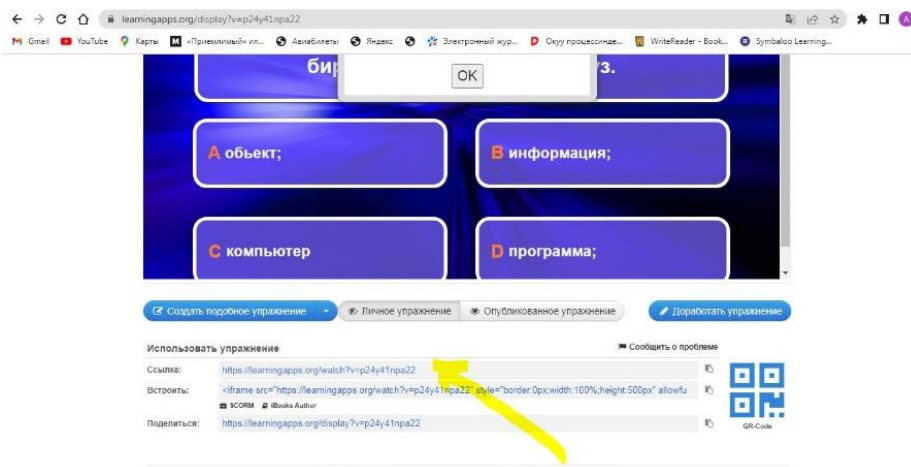 learningapps.org/display?v=p24y41npa22
Gmail YouTube Карты «Приемлимый» ил... Авиабилеты Яндекс Электронный жур... Окуу процессинде... WriteReader - Book... Symbaloo Learning...
OK
A объект;
B информация;
C компьютер
D программа;
Создать подобное упражнение Личное упражнение Опубликованное упражнение Доработать упражнение
Использовать упражнение Сообщить о проблеме
Ссылка: https://learningapps.org/watch?v=p24y41npa22
Встроить: <iframe src="https://learningapps.org/watch?v=p24y41npa22" style="border:0px;width:100%;height:500px" allowfu
SCORM iBooks Author
Поделиться: https://learningapps.org/display?v=p24y41npa22
QR-Code